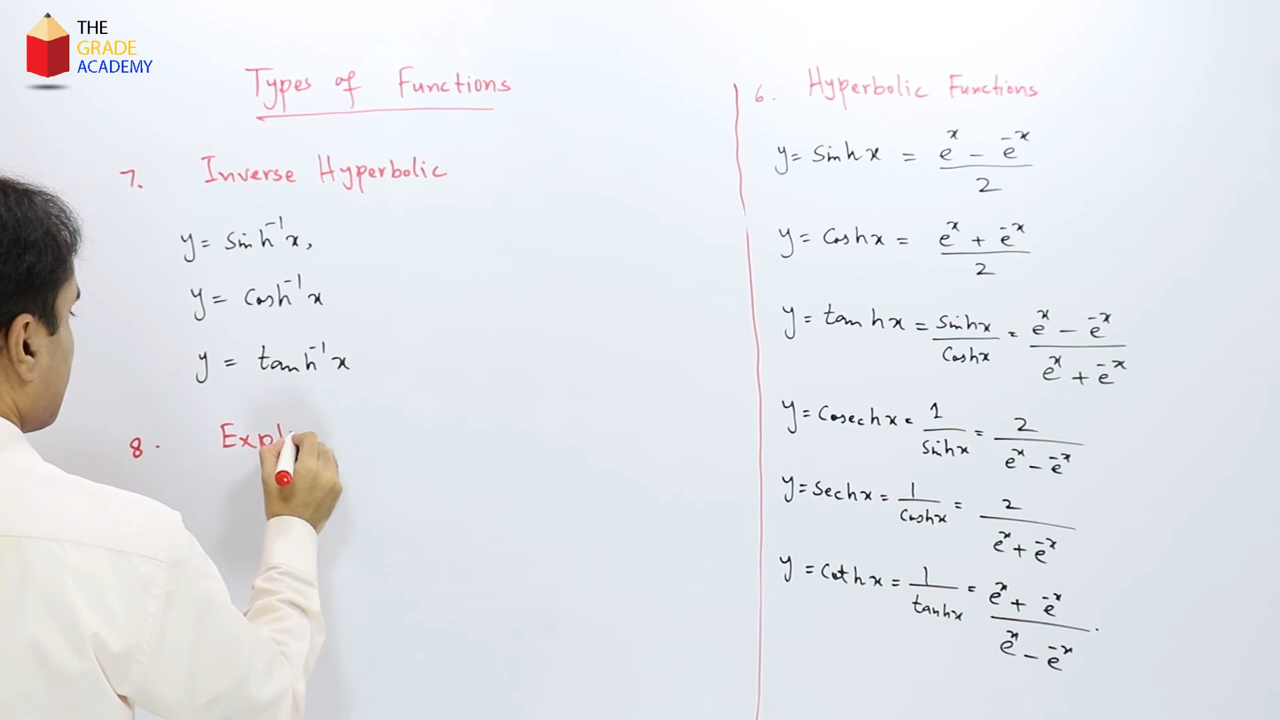 THE
GRADE
ACADEMY
Types of Functions
7. Inverse Hyperbolic
y = sinh⁻¹x,
y = Cosh⁻¹x
y = tanh⁻¹x
8. Expl
6. Hyperbolic Functions
y = Sinhx = (eˣ - e⁻ˣ)/2
y = Coshx = (eˣ + e⁻ˣ)/2
y = tanhx = Sinhx/Coshx = (eˣ - e⁻ˣ)/(eˣ + e⁻ˣ)
y = Cosechx = 1/Sinhx = 2/(eˣ - e⁻ˣ)
y = Sechx = 1/Coshx = 2/(eˣ + e⁻ˣ)
y = Cothx = 1/tanhx = (eˣ + e⁻ˣ)/(eˣ - e⁻ˣ).